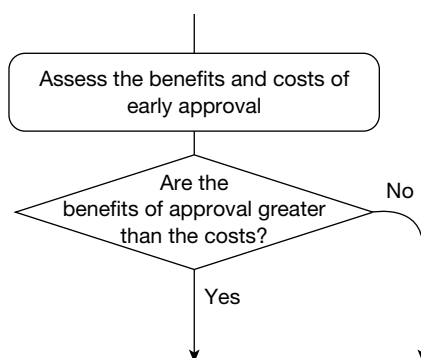 Assess the benefits and costs of
early approval
Are the
benefits of approval greater
than the costs?
No
Yes